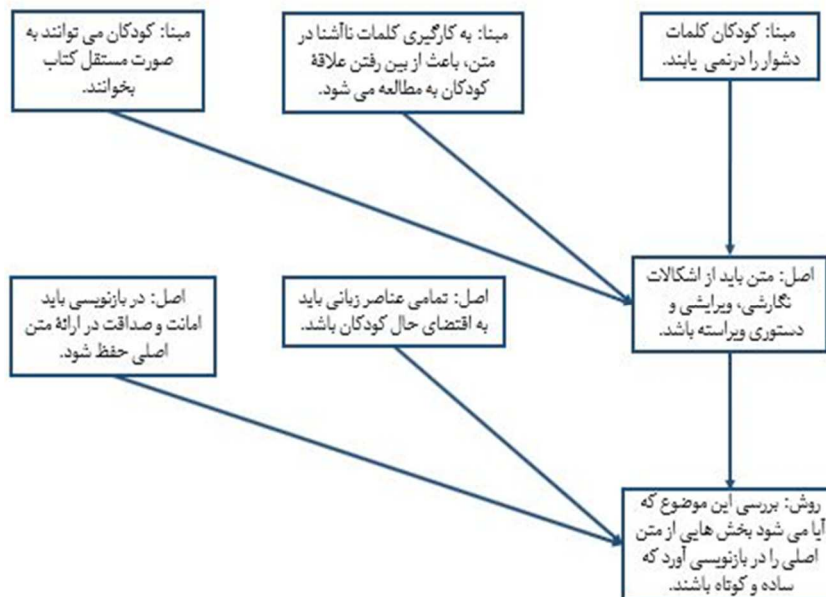 مبنا: کودکان کلمات
دشوار را درنمی یابند.
مبنا: به کارگیری کلمات ناآشنا در
متن، باعث از بین رفتن علاقۀ
کودکان به مطالعه می شود.
مبنا: کودکان می توانند به
صورت مستقل کتاب
بخوانند.
اصل: متن باید از اشکالات
نگارشی، ویرایشی و
دستوری ویراسته باشد.
اصل: تمامی عناصر زبانی باید
به اقتضای حال کودکان باشد.
اصل: در بازنویسی باید
امانت و صداقت در ارائۀ متن
اصلی حفظ شود.
روش: بررسی این موضوع که
آیا می شود بخش هایی از متن
اصلی را در بازنویسی آورد که
ساده و کوتاه باشند.